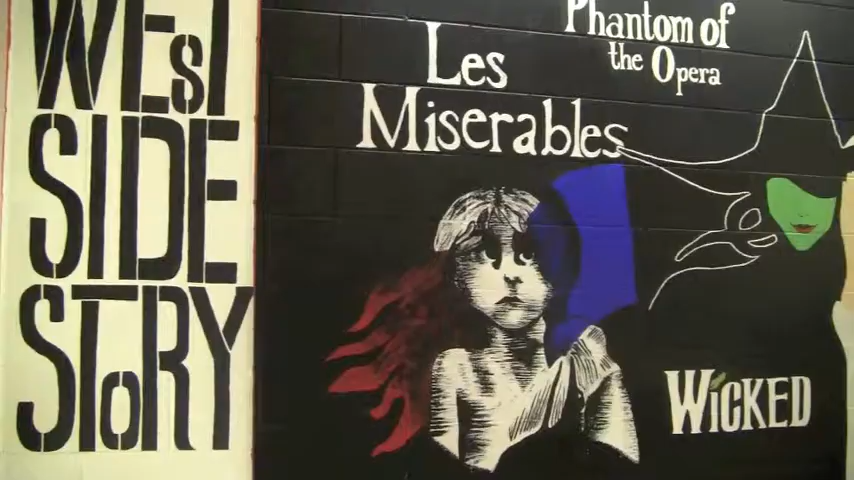 WEST
SIDE
STORY
Les
Miserables
Phantom of
the Opera
WICKED